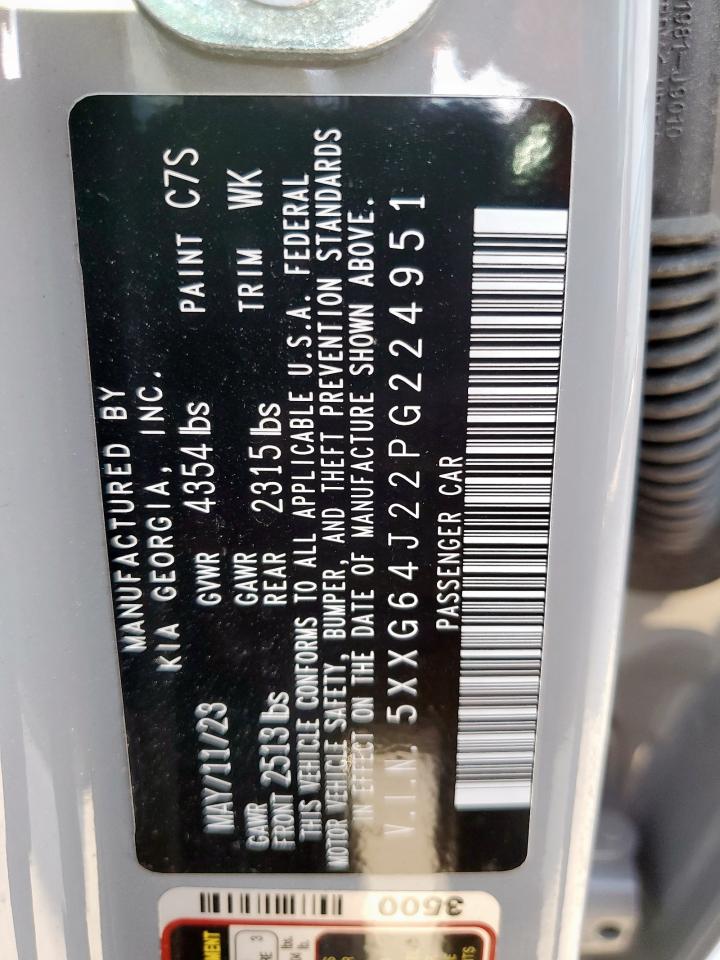 MANUFACTURED BY
KIA GEORGIA, INC.
MAY/11/23 GVWR 4354 lbs PAINT C7S
GAWR FRONT 2513 lbs GAWR REAR 2315 lbs TRIM WK
THIS VEHICLE CONFORMS TO ALL APPLICABLE U.S.A. FEDERAL
MOTOR VEHICLE SAFETY, BUMPER, AND THEFT PREVENTION STANDARDS
IN EFFECT ON THE DATE OF MANUFACTURE SHOWN ABOVE.
V.I.N. 5XXG64J22PG224951
PASSENGER CAR
3500